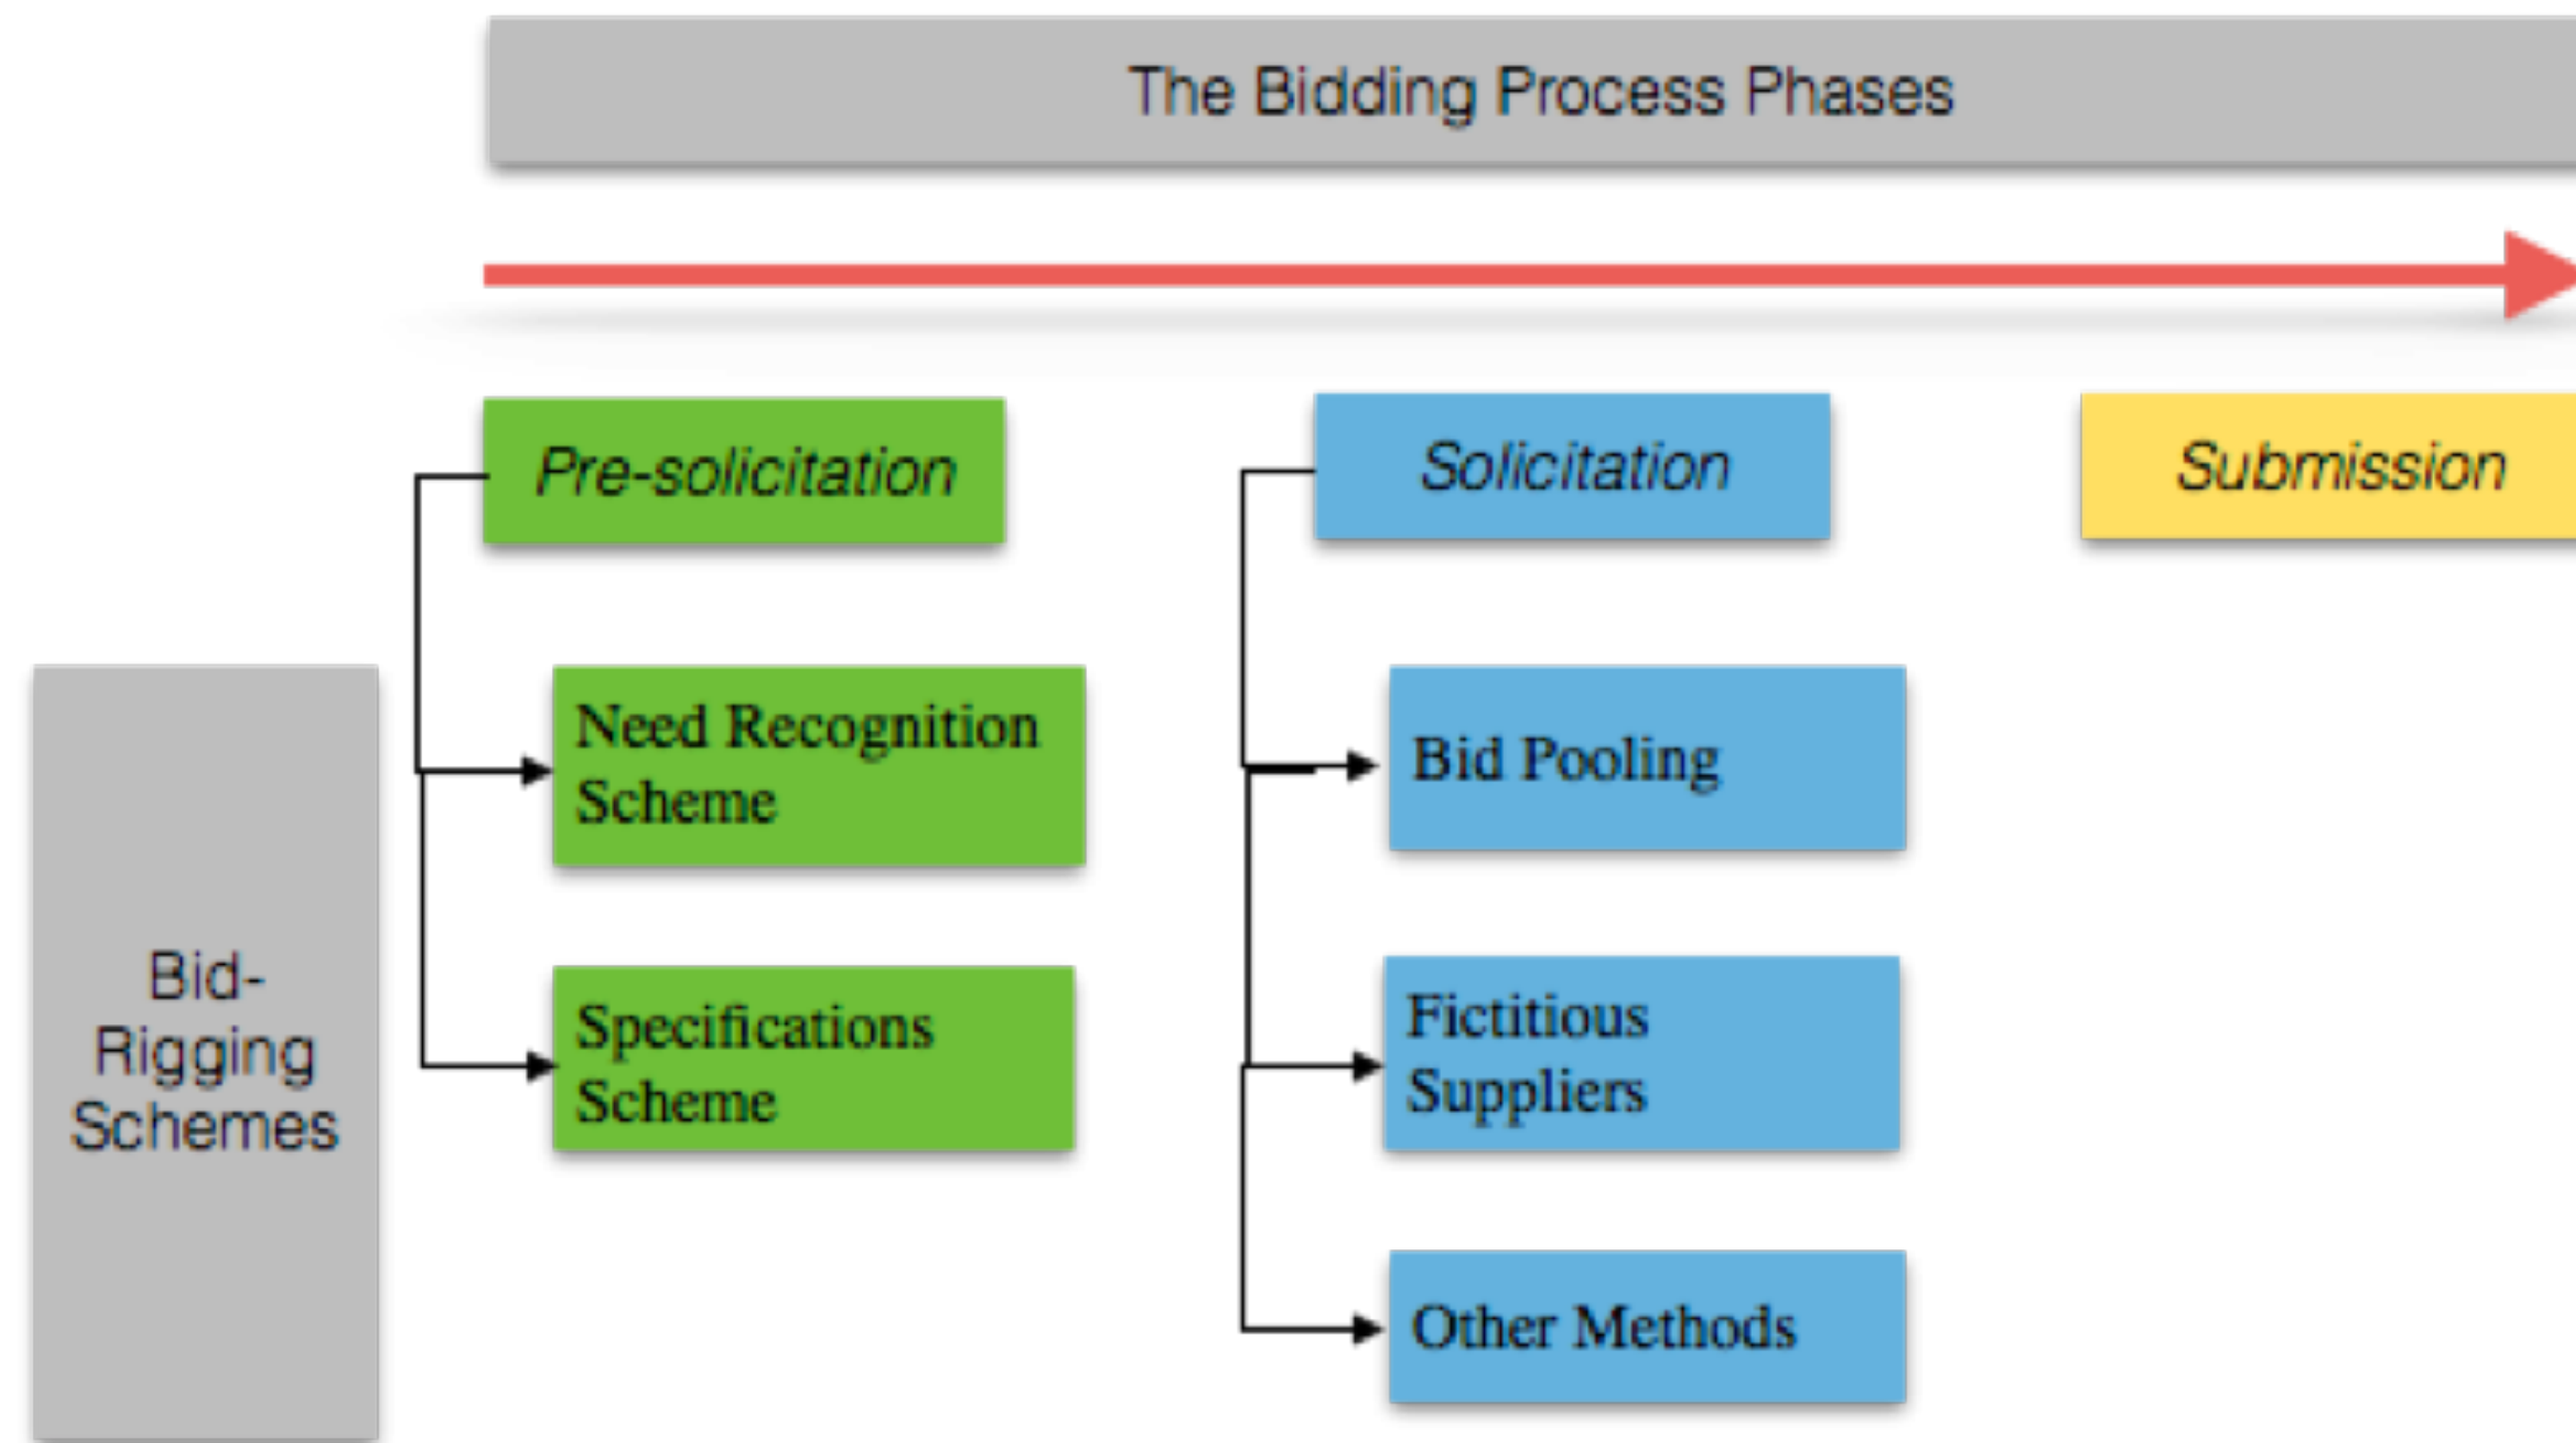 The Bidding Process Phases
Pre-solicitation
Solicitation
Submission
Bid-
Rigging
Schemes
Need Recognition
Scheme
Specifications
Scheme
Bid Pooling
Fictitious
Suppliers
Other Methods